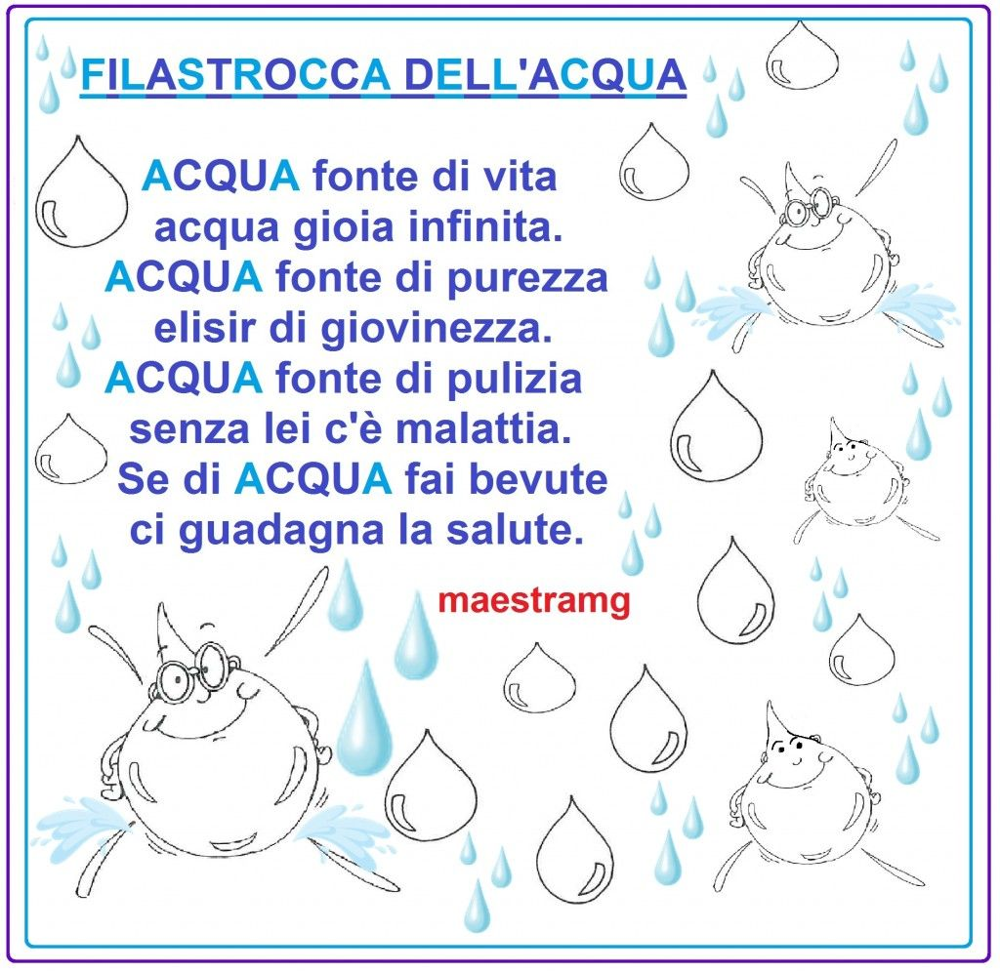 FILASTROCCA DELL'ACQUA
ACQUA fonte di vita
acqua gioia infinita.
ACQUA fonte di purezza
elisir di giovinezza.
ACQUA fonte di pulizia
senza lei c'è malattia.
Se di ACQUA fai bevute
ci guadagna la salute.
maestramg